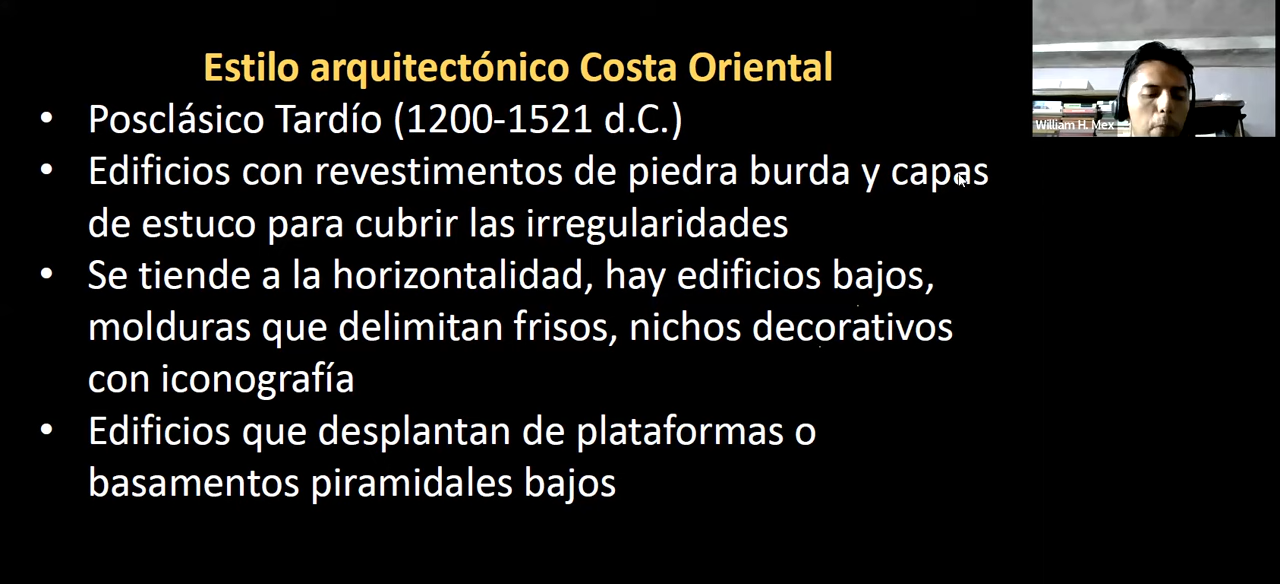 Estilo arquitectónico Costa Oriental
• Posclásico Tardío (1200-1521 d.C.)
• Edificios con revestimientos de piedra burda y capas
de estuco para cubrir las irregularidades
• Se tiende a la horizontalidad, hay edificios bajos,
molduras que delimitan frisos, nichos decorativos
con iconografía
• Edificios que desplantan de plataformas o
basamentos piramidales bajos
William H. Mex